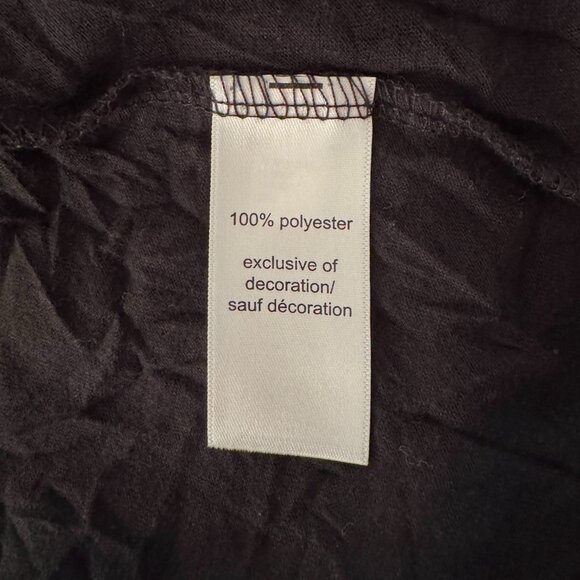 100% polyester
exclusive of
decoration/
sauf décoration